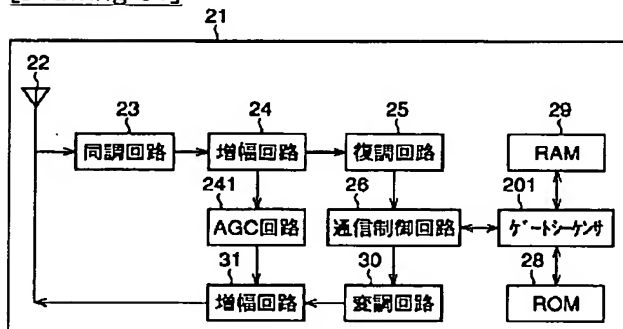 21
22
23
24
25
29
同調回路
増幅回路
復調回路
RAM
241
26
201
AGC回路
通信制御回路
ゲートシーケンサ
31
30
28
増幅回路
変調回路
ROM